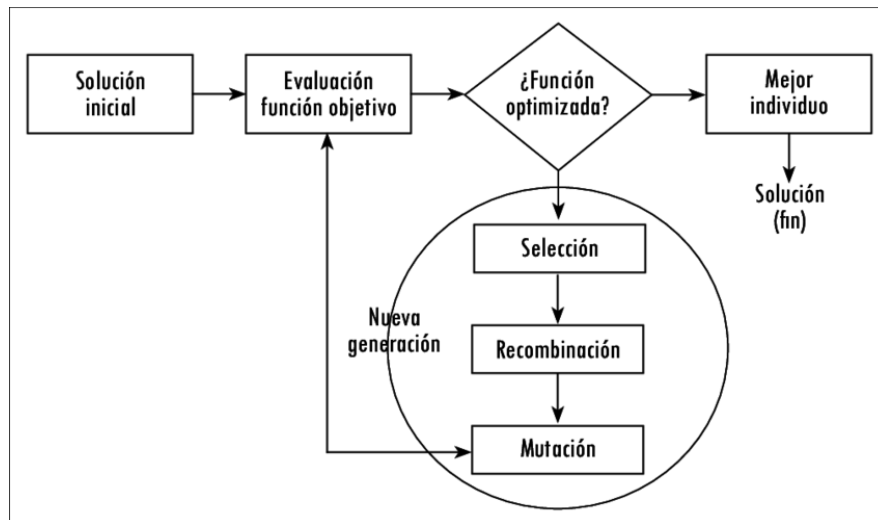 Solución
inicial
Evaluación
función objetivo
¿Función
optimizada?
Mejor
individuo
Solución
(fin)
Selección
Nueva
generación
Recombinación
Mutación